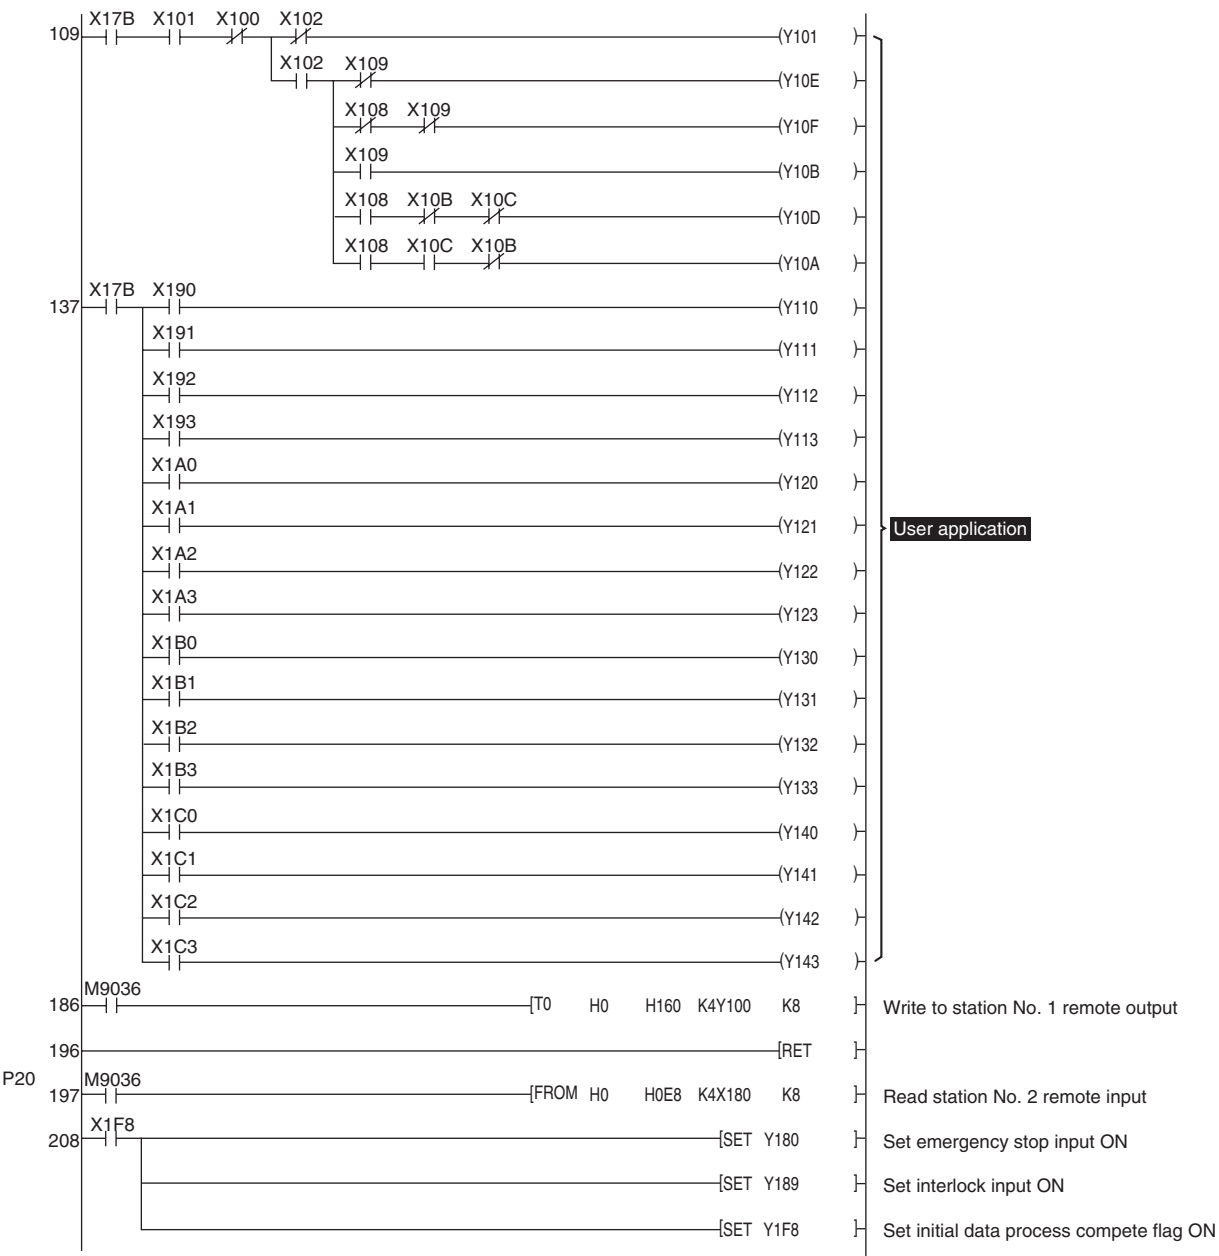 X17B X101 X100 X102
109 (Y101 )
X102 X109
(Y10E )
X108 X109
(Y10F )
X109
(Y10B )
X108 X10B X10C
(Y10D )
X108 X10C X10B
(Y10A )
X17B X190
137 (Y110 )
X191
(Y111 )
X192
(Y112 )
X193
(Y113 )
X1A0
(Y120 )
X1A1
(Y121 )
User application
X1A2
(Y122 )
X1A3
(Y123 )
X1B0
(Y130 )
X1B1
(Y131 )
X1B2
(Y132 )
X1B3
(Y133 )
X1C0
(Y140 )
X1C1
(Y141 )
X1C2
(Y142 )
X1C3
(Y143 )
M9036
186 [T0 H0 H160 K4Y100 K8 ] Write to station No. 1 remote output
196 [RET ]
P20 M9036
197 [FROM H0 H0E8 K4X180 K8 ] Read station No. 2 remote input
X1F8
208 [SET Y180 ] Set emergency stop input ON
[SET Y189 ] Set interlock input ON
[SET Y1F8 ] Set initial data process compete flag ON